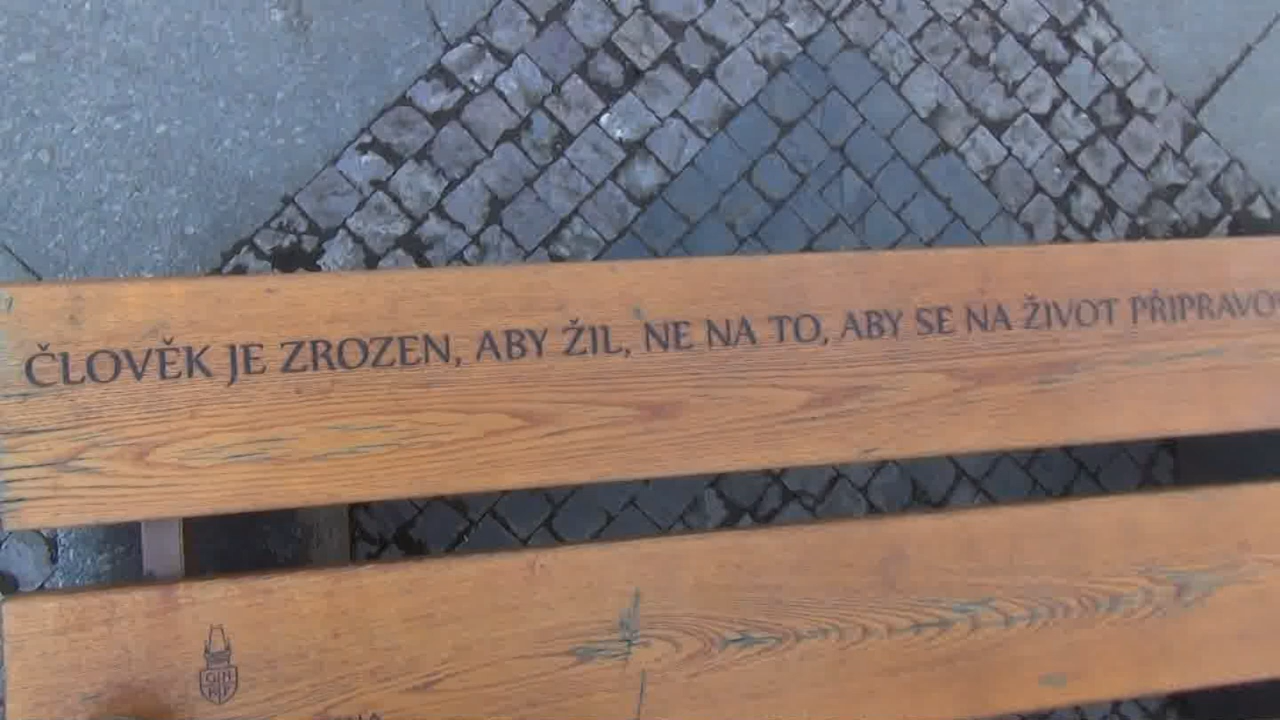 ČLOVĚK JE ZROZEN, ABY ŽIL, NE NA TO, ABY SE NA ŽIVOT PŘIPRAVO